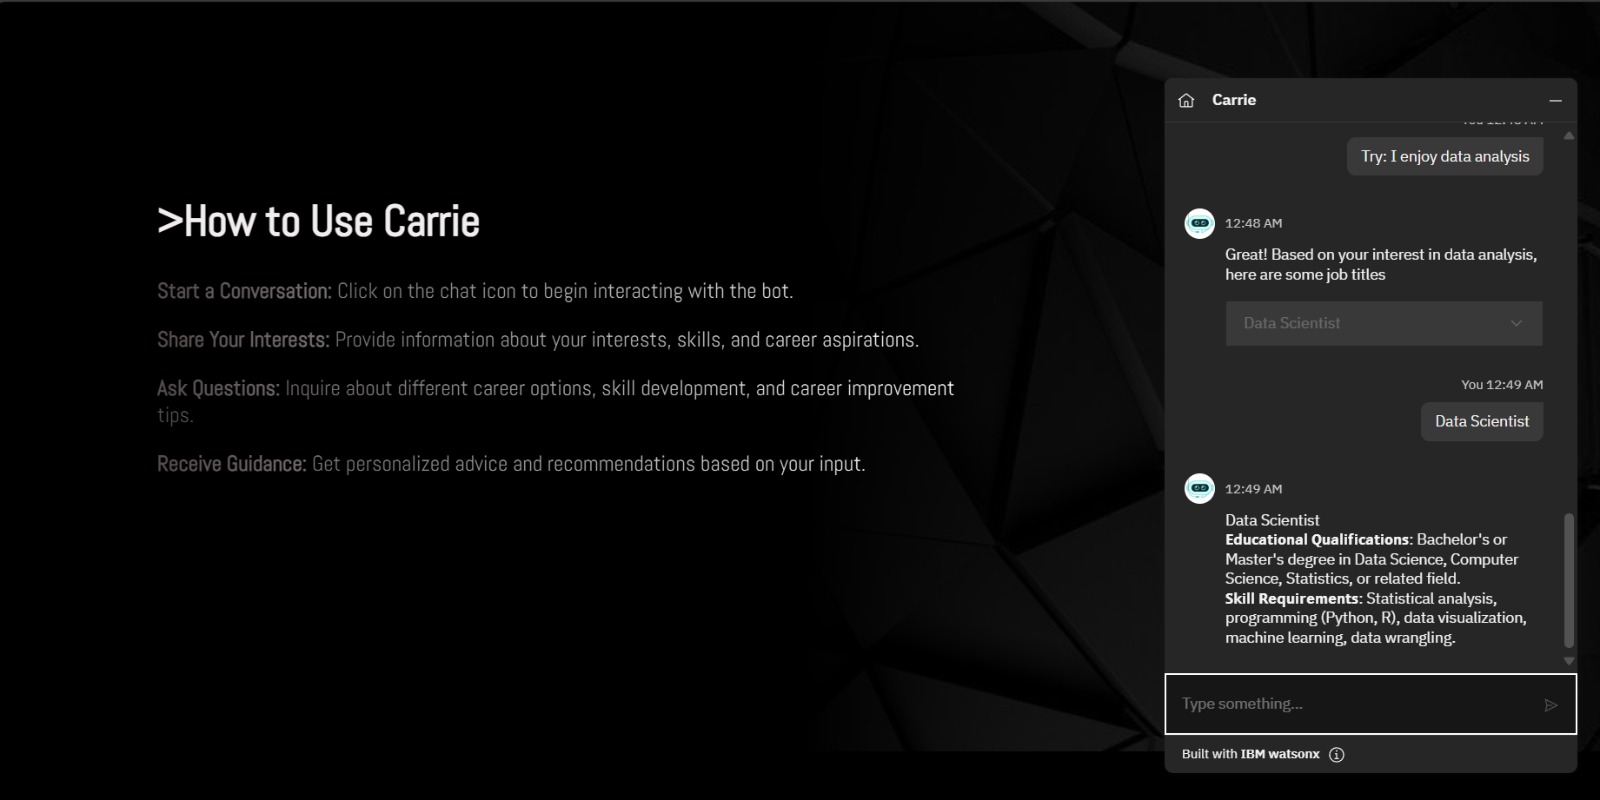 >How to Use Carrie
Start a Conversation: Click on the chat icon to begin interacting with the bot.
Share Your Interests: Provide information about your interests, skills, and career aspirations.
Ask Questions: Inquire about different career options, skill development, and career improvement
tips.
Receive Guidance: Get personalized advice and recommendations based on your input.
Carrie
Try: I enjoy data analysis
12:48 AM
Great! Based on your interest in data analysis,
here are some job titles
Data Scientist
You 12:49 AM
Data Scientist
12:49 AM
Data Scientist
Educational Qualifications: Bachelor's or
Master's degree in Data Science, Computer
Science, Statistics, or related field.
Skill Requirements: Statistical analysis,
programming (Python, R), data visualization,
machine learning, data wrangling.
Type something...
Built with IBM watsonx